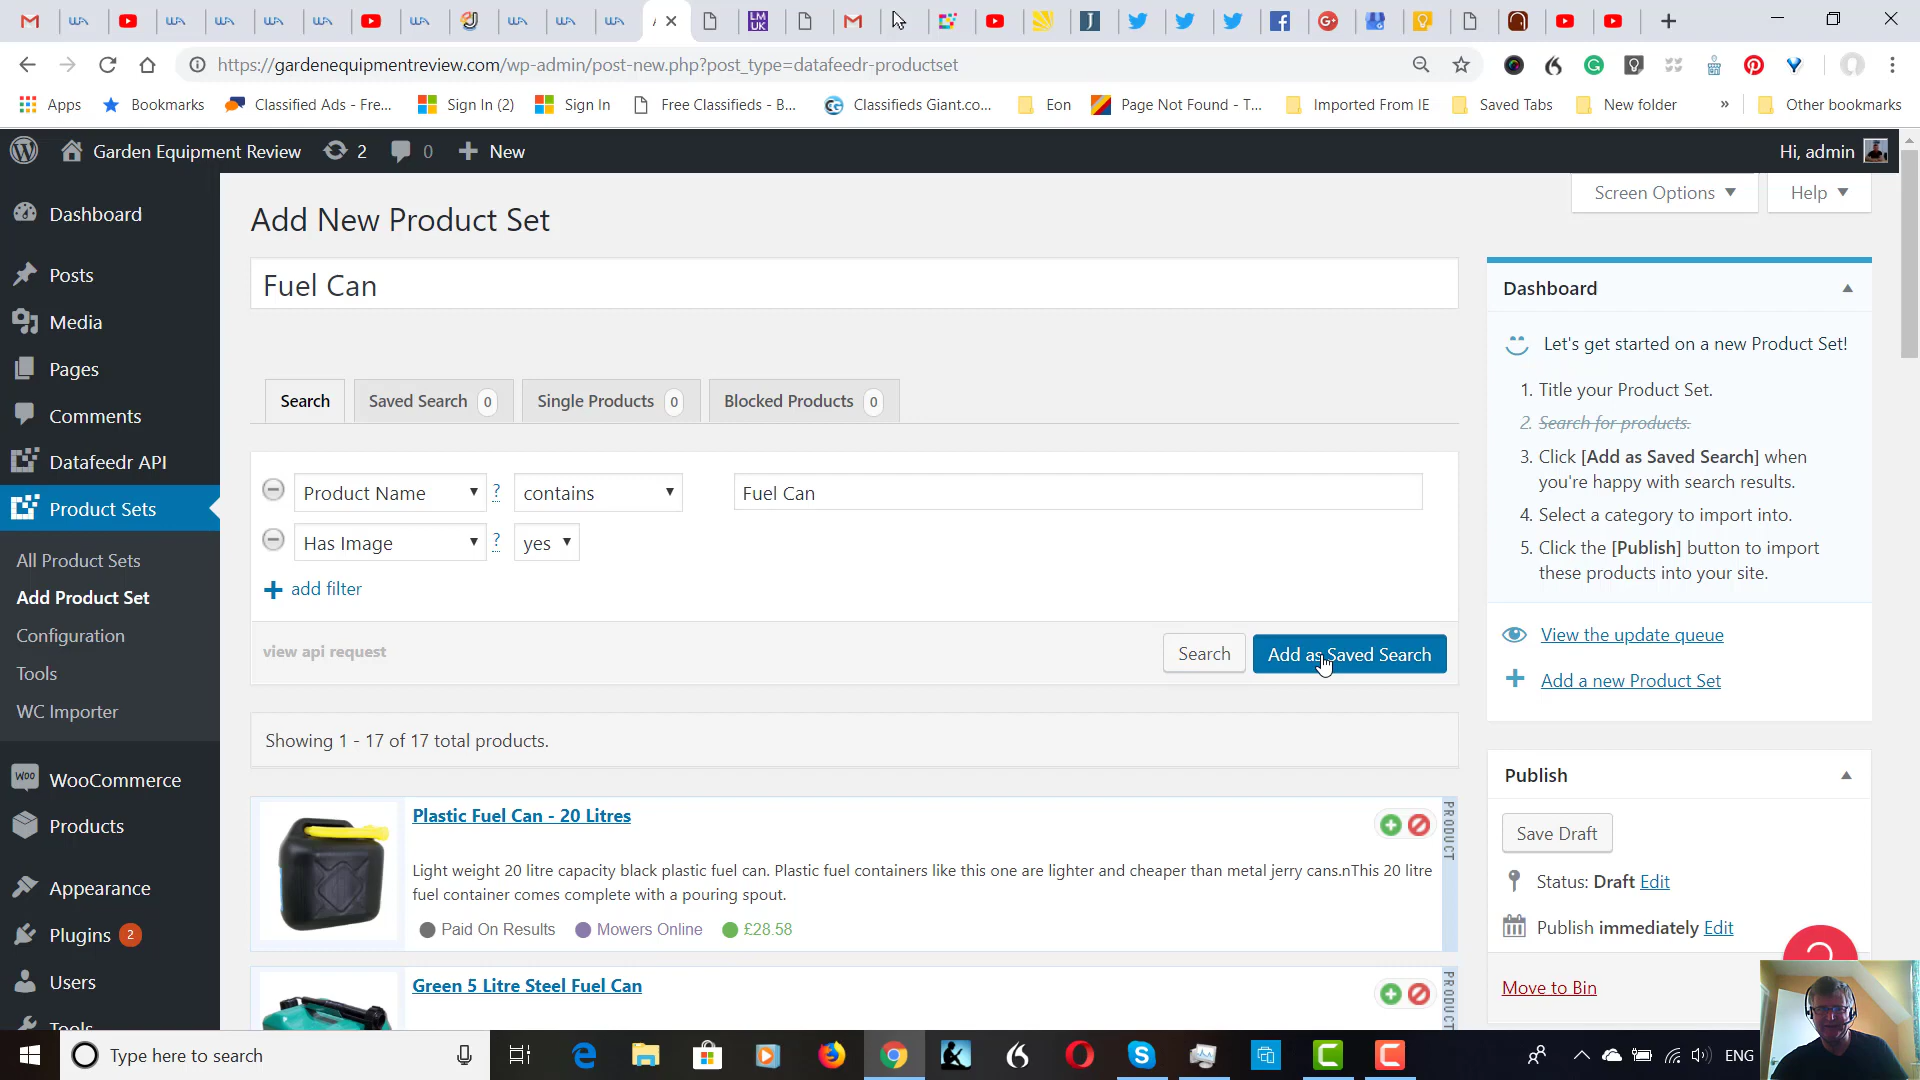 https://gardenequipmentreview.com/wp-admin/post-new.php?post_type=datafeedr-productset
Apps
Bookmarks
Classified Ads - Fre...
Sign In (2)
Sign In
Free Classifieds - B...
Classifieds Giant.co...
Eon
Page Not Found - T...
Imported From IE
Saved Tabs
New folder
»
Other bookmarks
Garden Equipment Review
2
0
New
Hi, admin
Screen Options
Help
Dashboard
Posts
Media
Pages
Comments
Datafeedr API
Product Sets
All Product Sets
Add Product Set
Configuration
Tools
WC Importer
WooCommerce
Products
Appearance
Plugins 2
Users
Tools
Add New Product Set
Fuel Can
Search
Saved Search 0
Single Products 0
Blocked Products 0
Product Name ? contains Fuel Can
Has Image ? yes
add filter
view api request
Search
Add as Saved Search
Showing 1 - 17 of 17 total products.
Plastic Fuel Can - 20 Litres
Light weight 20 litre capacity black plastic fuel can. Plastic fuel containers like this one are lighter and cheaper than metal jerry cans.nThis 20 litre
fuel container comes complete with a pouring spout.
Paid On Results
Mowers Online
£28.58
PRODUCT
Green 5 Litre Steel Fuel Can
PRODUCT
Dashboard
Let's get started on a new Product Set!
1. Title your Product Set.
2. Search for products.
3. Click [Add as Saved Search] when
you're happy with search results.
4. Select a category to import into.
5. Click the [Publish] button to import
these products into your site.
View the update queue
Add a new Product Set
Publish
Save Draft
Status: Draft Edit
Publish immediately Edit
Move to Bin
Type here to search
ENG